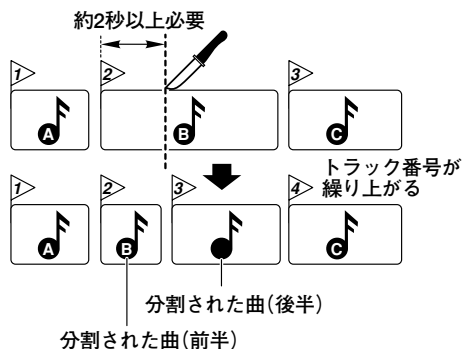 約2秒以上必要
1 2 3
A B C
トラック番号が
繰り上がる
1 2 3 4
A B C
分割された曲(後半)
分割された曲(前半)